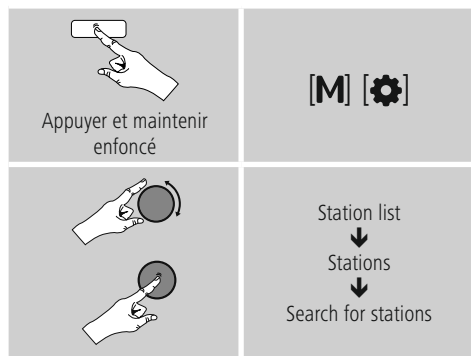 Appuyer et maintenir
enfoncé
[M] [⚙]
Station list
🡻
Stations
🡻
Search for stations